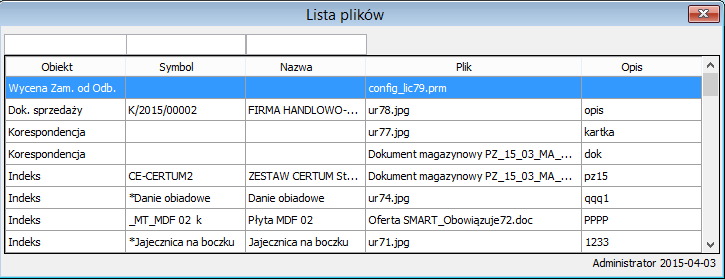 Lista plików
Obiekt Symbol Nazwa Plik Opis
Wycena Zam. od Odb. config_lic79.prm
Dok. sprzedaży K/2015/00002 FIRMA HANDLOWO-... ur78.jpg opis
Korespondencja ur77.jpg kartka
Korespondencja Dokument magazynowy PZ_15_03_MA_... dok
Indeks CE-CERTUM2 ZESTAW CERTUM St... Dokument magazynowy PZ_15_03_MA_... pz15
Indeks *Danie obiadowe Danie obiadowe ur74.jpg qqq1
Indeks _MT_MDF 02 k Płyta MDF 02 Oferta SMART_Obowiązuje72.doc PPPP
Indeks *Jajecznica na boczku Jajecznica na boczku ur71.jpg 1233
Administrator 2015-04-03